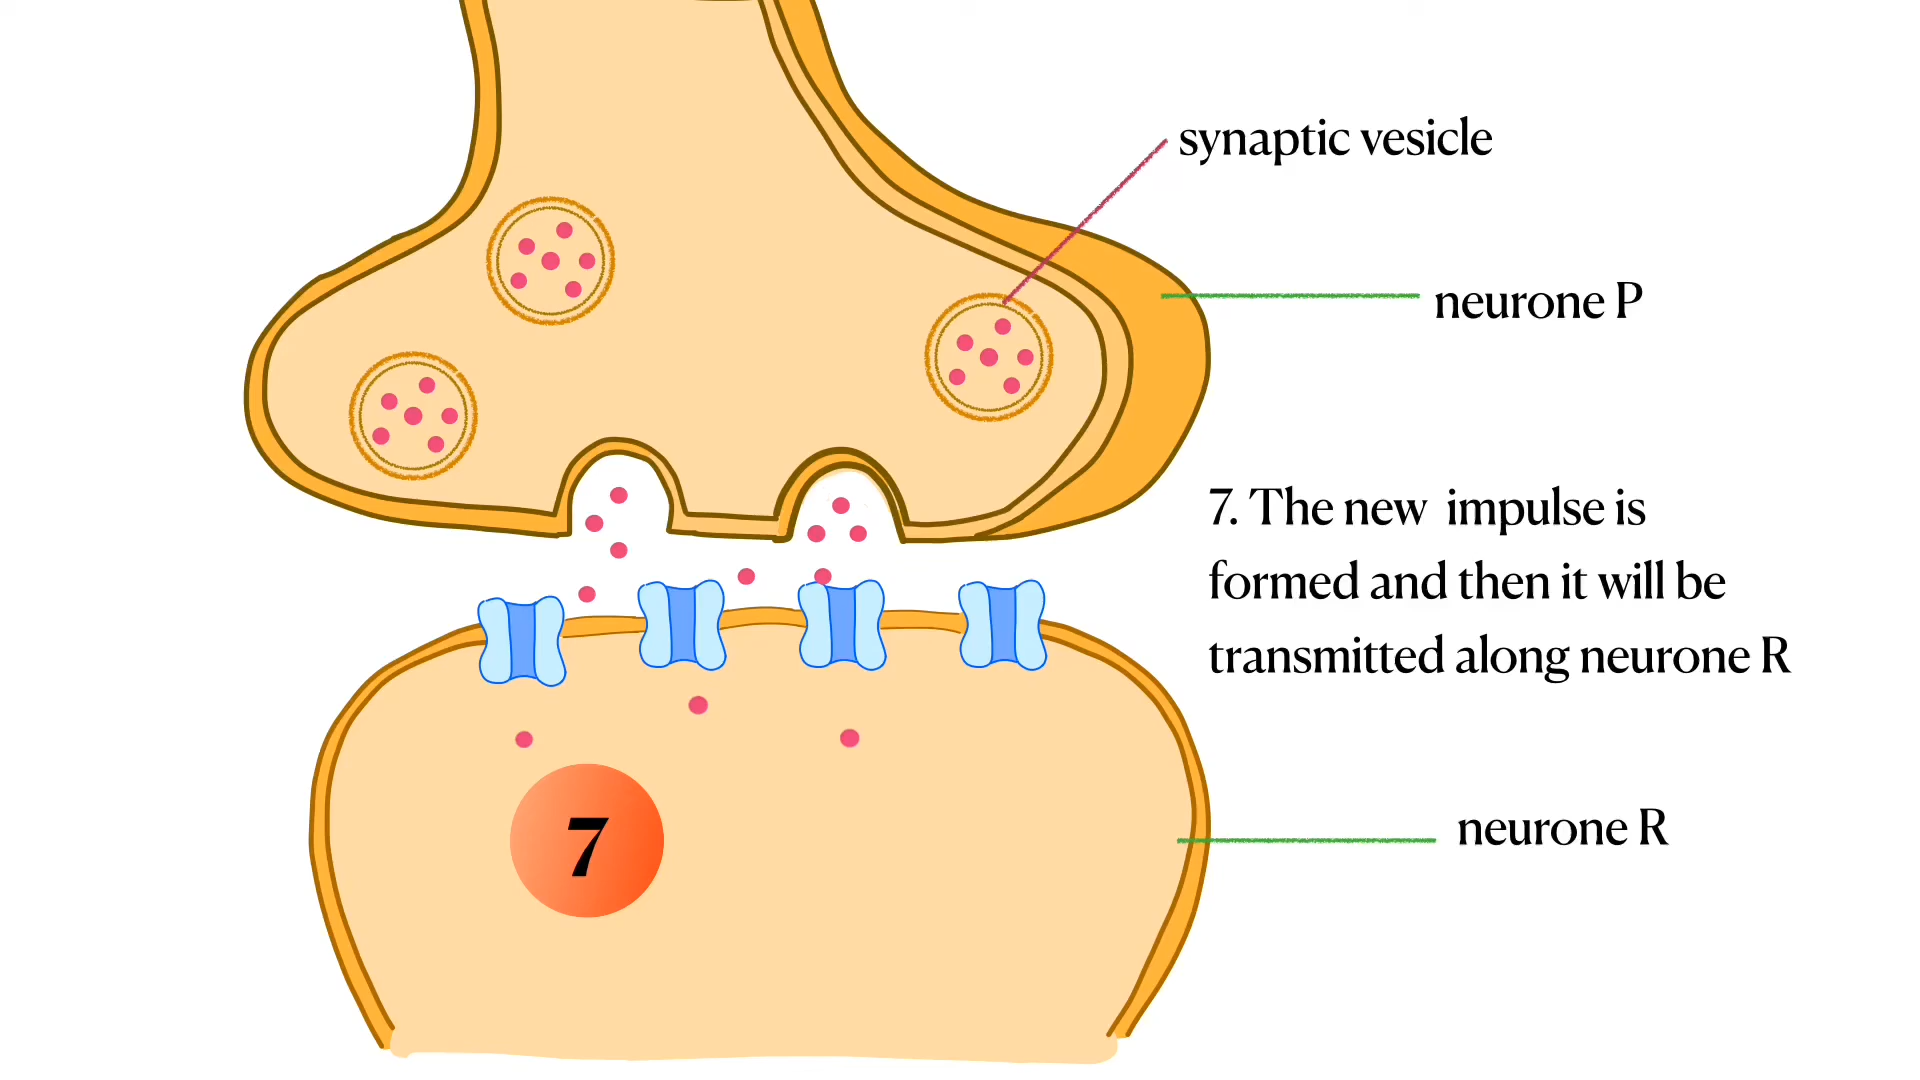 synaptic vesicle
neurone P
7. The new impulse is
formed and then it will be
transmitted along neurone R
neurone R
7